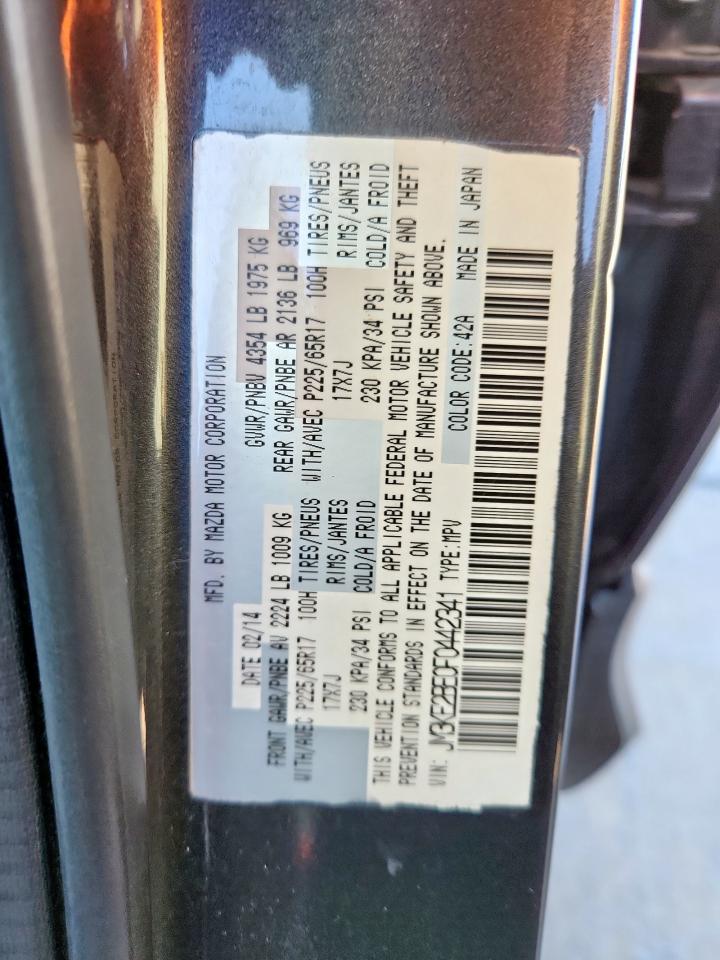 MFD. BY MAZDA MOTOR CORPORATION
DATE 02/14 GVWR/PNBV 4354 LB 1975 KG
FRONT GAWR/PNBE AV 2224 LB 1009 KG REAR GAWR/PNBE AR 2136 LB 969 KG
WITH/AVEC P225/65R17 100H TIRES/PNEUS WITH/AVEC P225/65R17 100H TIRES/PNEUS
17X7J RIMS/JANTES 17X7J RIMS/JANTES
230 KPA/34 PSI COLD/A FROID 230 KPA/34 PSI COLD/A FROID
THIS VEHICLE CONFORMS TO ALL APPLICABLE FEDERAL MOTOR VEHICLE SAFETY AND THEFT
PREVENTION STANDARDS IN EFFECT ON THE DATE OF MANUFACTURE SHOWN ABOVE.
VIN: JM3KE2BE0F0442341 TYPE:MPV COLOR CODE:42A MADE IN JAPAN